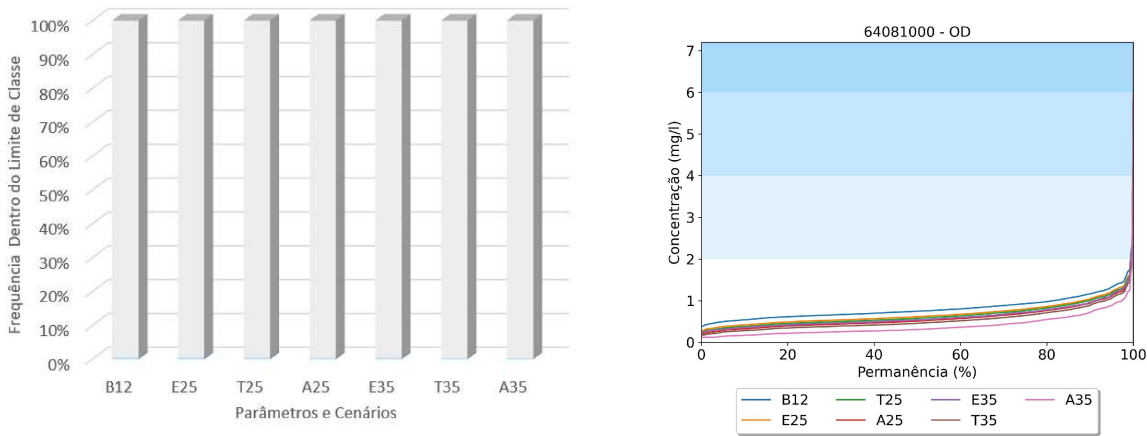 100%
90%
80%
70%
60%
50%
40%
30%
20%
10%
0%
Frequência Dentro do Limite de Classe
B12 E25 T25 A25 E35 T35 A35
Parâmetros e Cenários
64081000 - OD
7
6
5
4
3
2
1
0
Concentração (mg/l)
0 20 40 60 80 100
Permanência (%)
B12 T25 E35 A35
E25 A25 T35